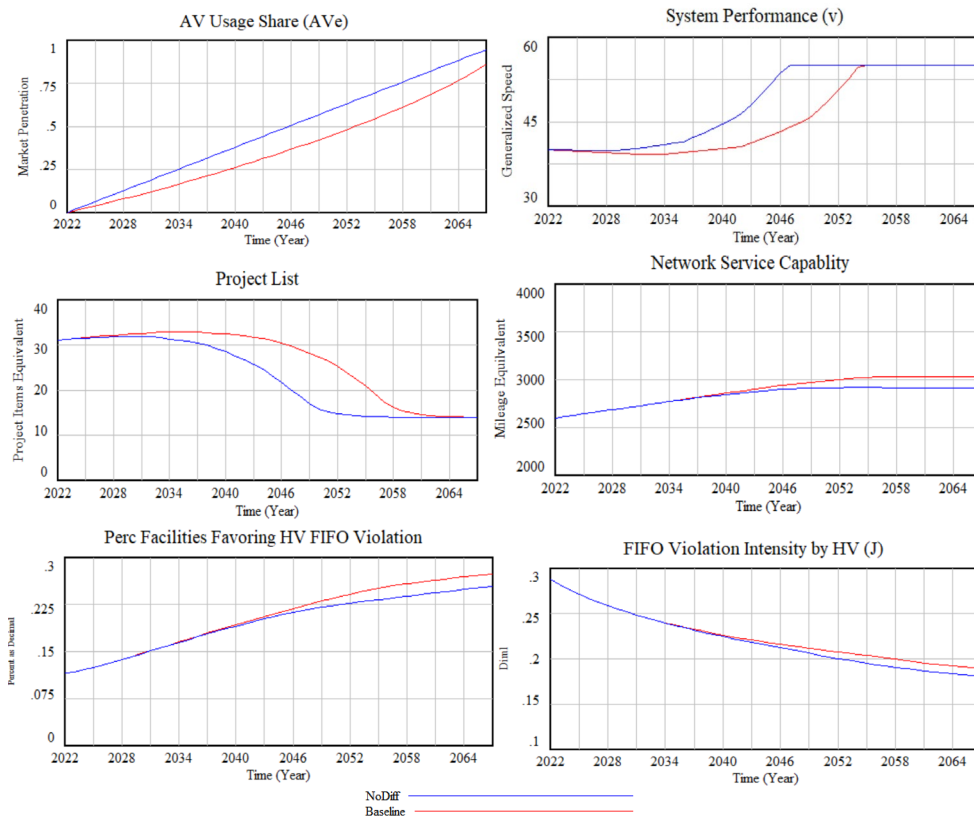 AV Usage Share (AVe)
Market Penetration
1
.75
.5
.25
0
2022 2028 2034 2040 2046 2052 2058 2064
Time (Year)
System Performance (v)
Generalized Speed
60
45
30
2022 2028 2034 2040 2046 2052 2058 2064
Time (Year)
Project List
Project Items Equivalent
40
30
20
10
0
2022 2028 2034 2040 2046 2052 2058 2064
Time (Year)
Network Service Capablity
Mileage Equilvalent
4000
3000
2000
2022 2028 2034 2040 2046 2052 2058 2064
Time (Year)
Perc Facilities Favoring HV FIFO Violation
Percent as Decimal
.3
.225
.15
.075
0
2022 2028 2034 2040 2046 2052 2058 2064
Time (Year)
FIFO Violation Intensity by HV (J)
Diml
.3
.25
.2
.15
.1
2022 2028 2034 2040 2046 2052 2058 2064
Time (Year)
NoDiff
Baseline